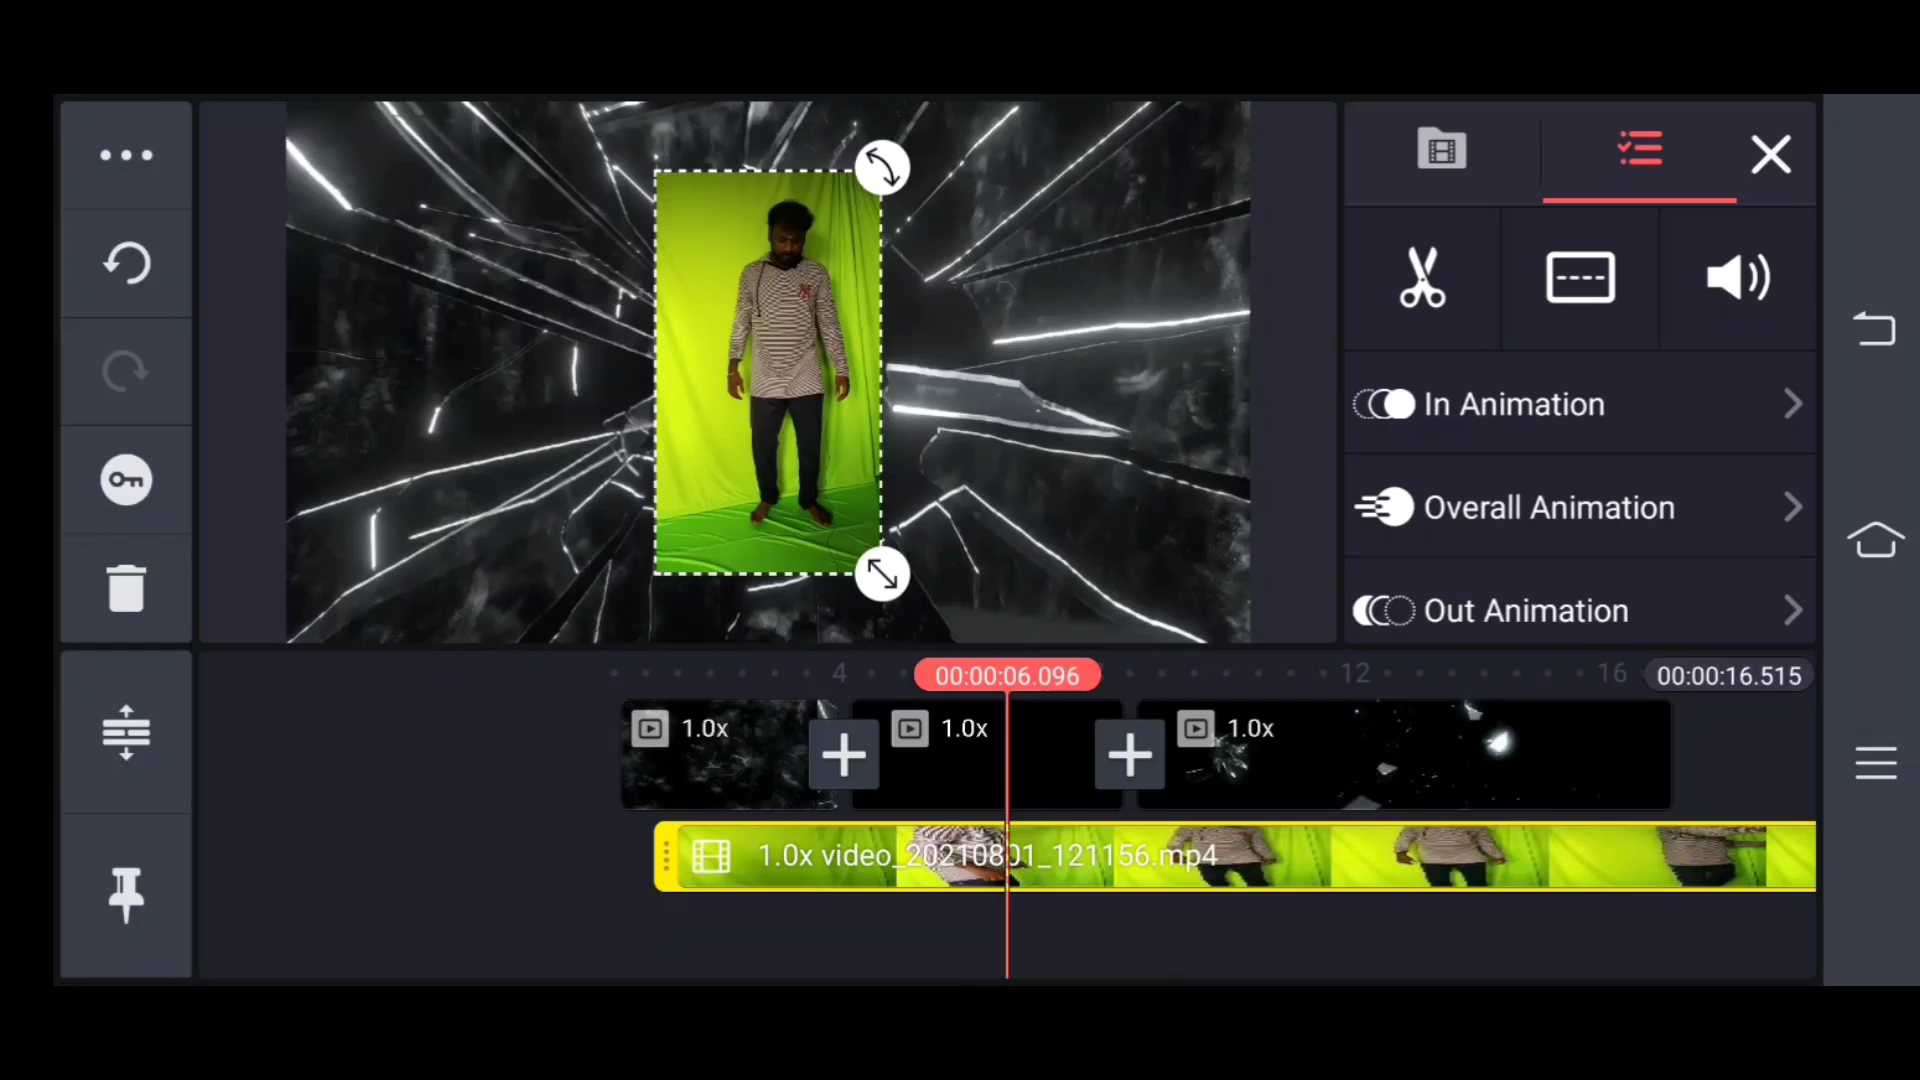 In Animation
Overall Animation
Out Animation
4
00:00:06.096
12
16
00:00:16.515
1.0x
1.0x
1.0x
1.0x video_20210801_121156.mp4